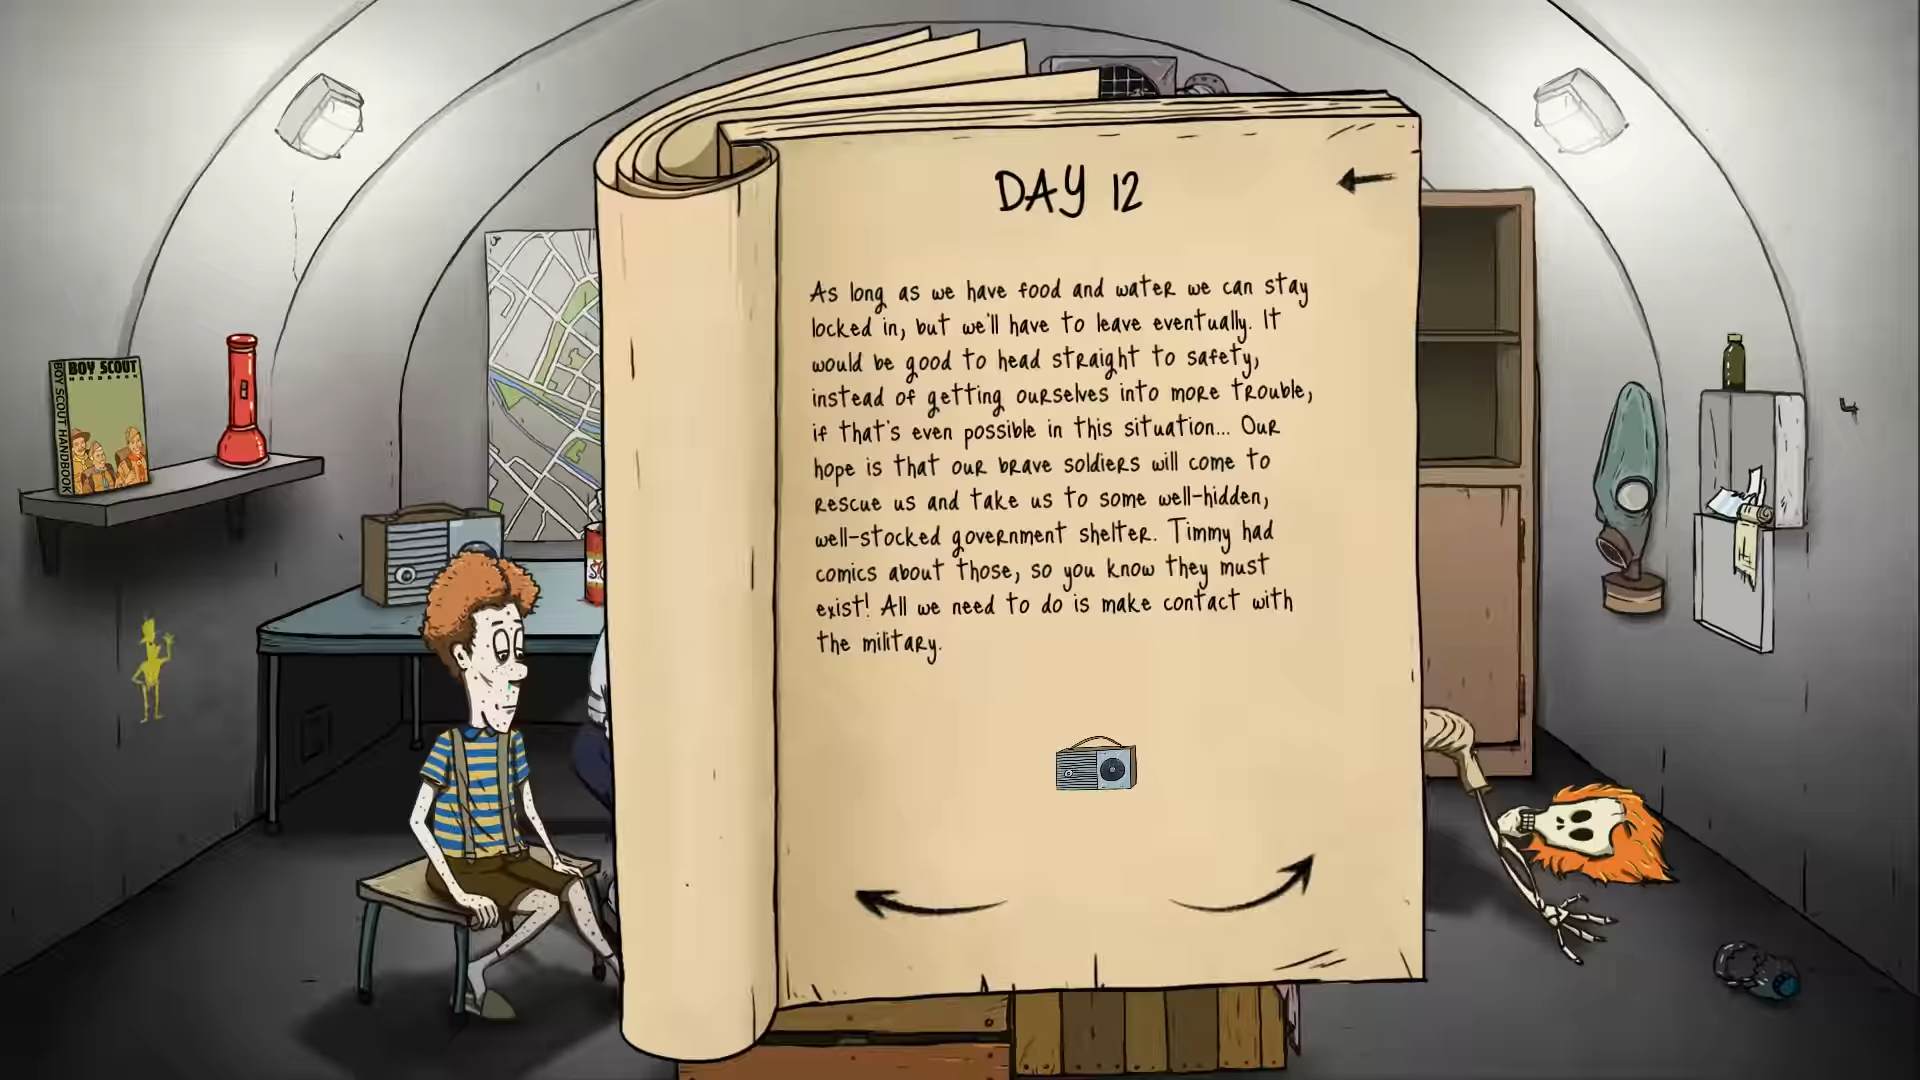 DAY 12
As long as we have food and water we can stay
locked in, but we'll have to leave eventually. It
would be good to head straight to safety,
instead of getting ourselves into more trouble,
if that's even possible in this situation... Our
hope is that our brave soldiers will come to
rescue us and take us to some well-hidden,
well-stocked government shelter. Timmy had
comics about those, so you know they must
exist! All we need to do is make contact with
the military.
BOY SCOUT
HANDBOOK
BOY SCOUT HANDBOOK